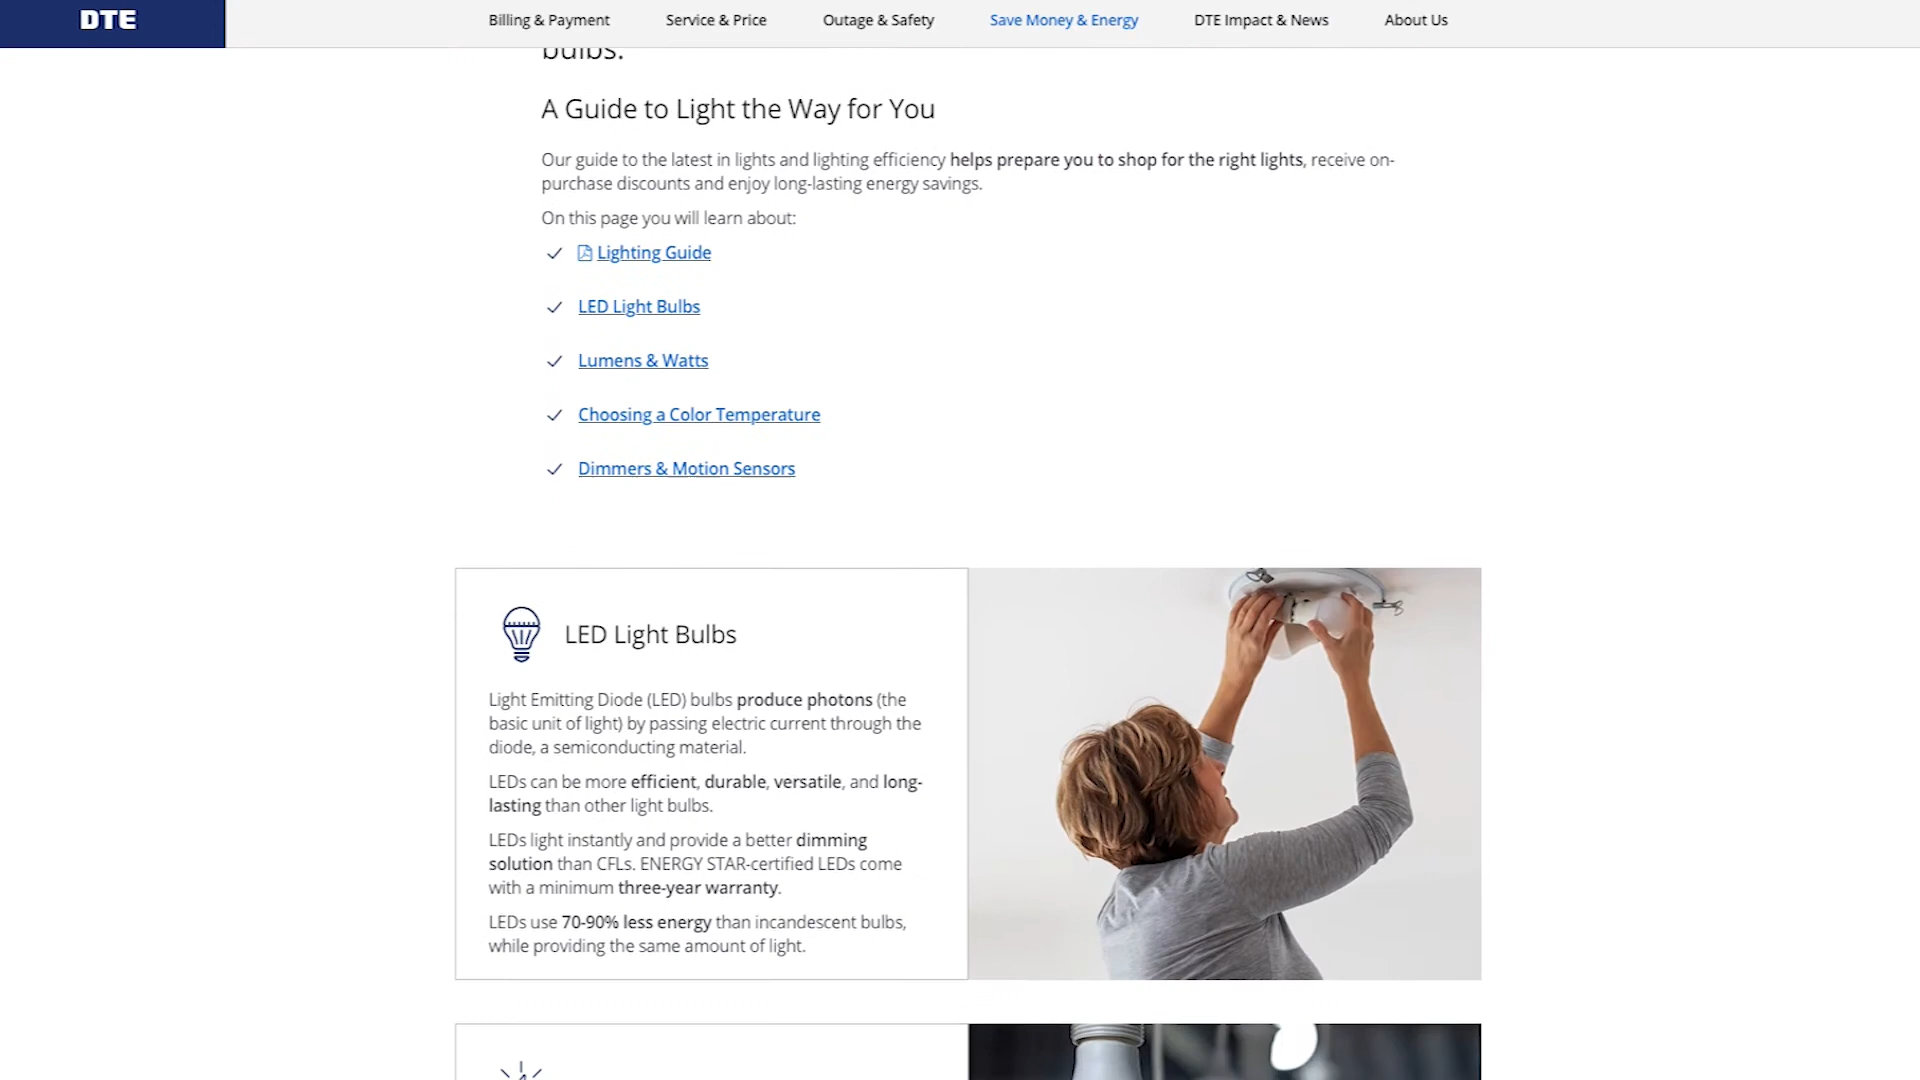 DTE
Billing & Payment
Service & Price
Outage & Safety
Save Money & Energy
DTE Impact & News
About Us
bulbs.
A Guide to Light the Way for You
Our guide to the latest in lights and lighting efficiency helps prepare you to shop for the right lights, receive on-
purchase discounts and enjoy long-lasting energy savings.
On this page you will learn about:
Lighting Guide
LED Light Bulbs
Lumens & Watts
Choosing a Color Temperature
Dimmers & Motion Sensors
LED Light Bulbs
Light Emitting Diode (LED) bulbs produce photons (the
basic unit of light) by passing electric current through the
diode, a semiconducting material.
LEDs can be more efficient, durable, versatile, and long-
lasting than other light bulbs.
LEDs light instantly and provide a better dimming
solution than CFLs. ENERGY STAR-certified LEDs come
with a minimum three-year warranty.
LEDs use 70-90% less energy than incandescent bulbs,
while providing the same amount of light.